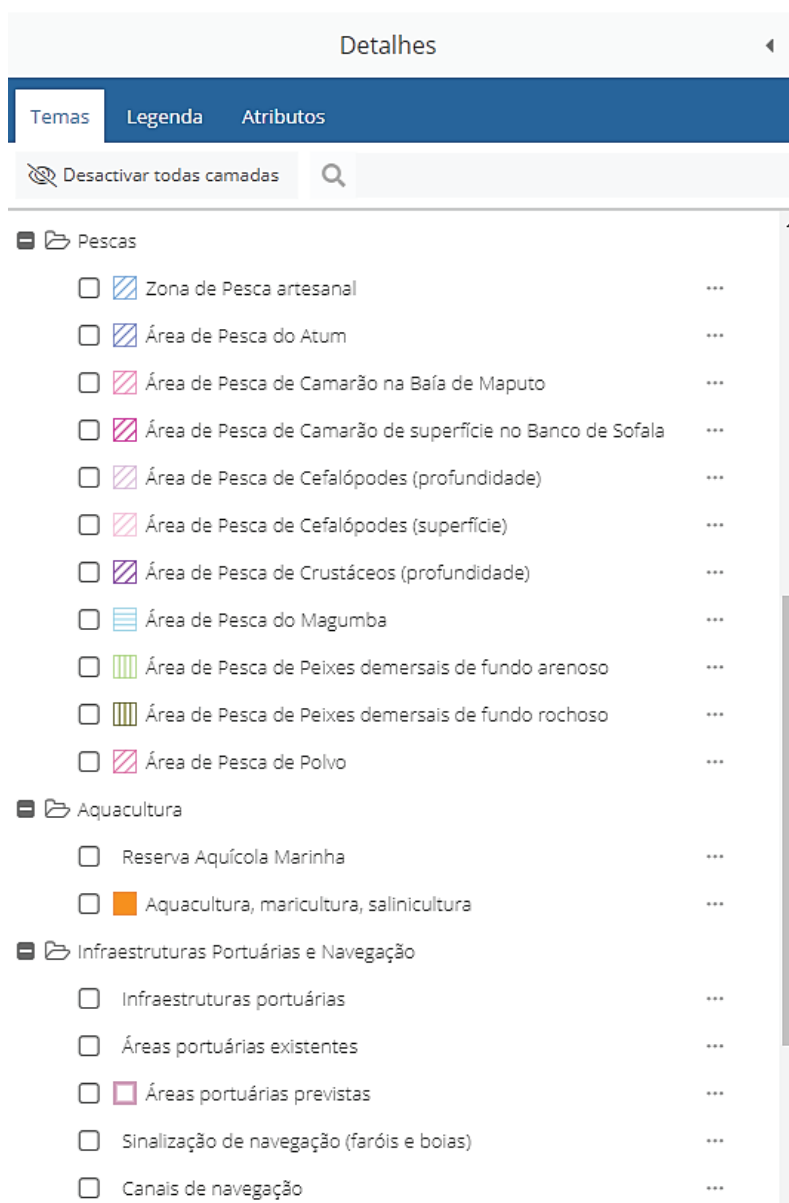 Detalhes
Temas Legenda Atributos
Desactivar todas camadas
Pescas
Zona de Pesca artesanal
Área de Pesca do Atum
Área de Pesca de Camarão na Baía de Maputo
Área de Pesca de Camarão de superfície no Banco de Sofala
Área de Pesca de Cefalópodes (profundidade)
Área de Pesca de Cefalópodes (superfície)
Área de Pesca de Crustáceos (profundidade)
Área de Pesca do Magumba
Área de Pesca de Peixes demersais de fundo arenoso
Área de Pesca de Peixes demersais de fundo rochoso
Área de Pesca de Polvo
Aquacultura
Reserva Aquícola Marinha
Aquacultura, maricultura, salinicultura
Infraestruturas Portuárias e Navegação
Infraestruturas portuárias
Áreas portuárias existentes
Áreas portuárias previstas
Sinalização de navegação (faróis e boias)
Canais de navegação